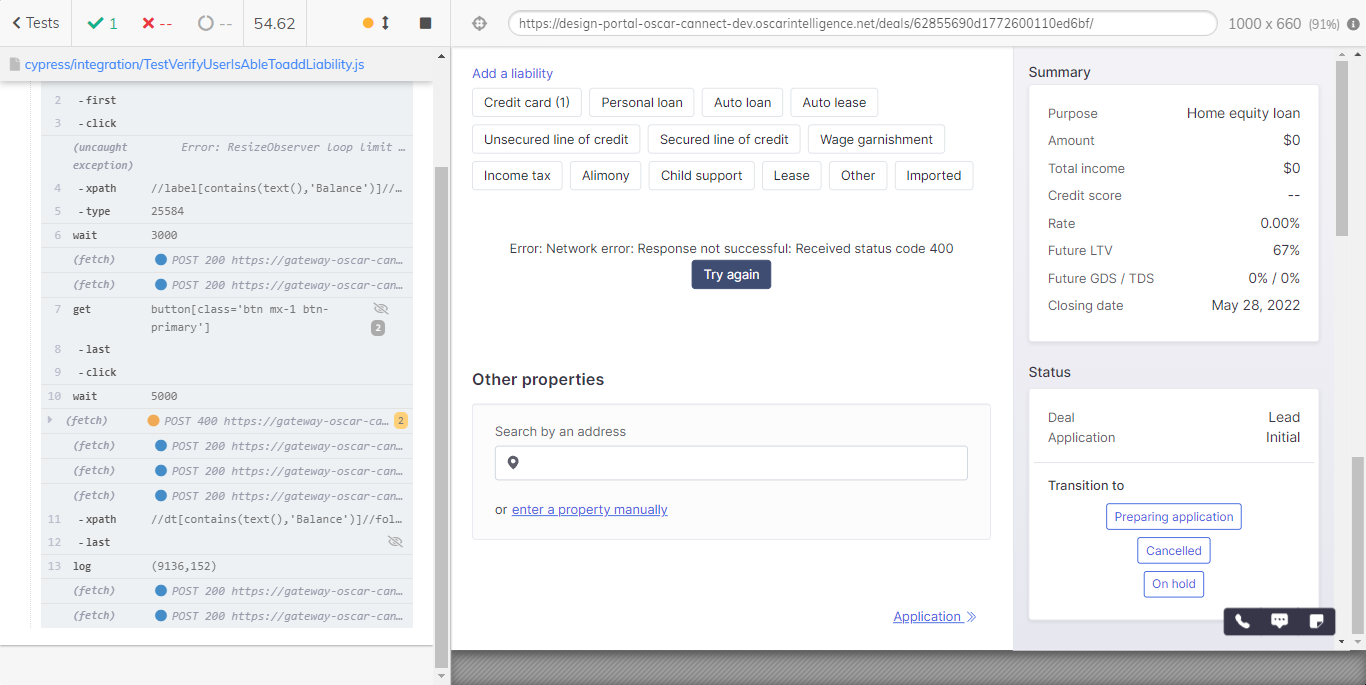 Tests
1
--
--
54.62
https://design-portal-oscar-cannect-dev.oscarintelligence.net/deals/62855690d1772600110ed6bf/
1000 x 660 (91%)
cypress/integration/TestVerifyUserIsAbleToaddLiability.js
2 -first
3 -click
(uncaught exception) Error: ResizeObserver loop limit …
4 -xpath //label[contains(text(),'Balance')]//…
5 -type 25584
6 wait 3000
(fetch) POST 200 https://gateway-oscar-can…
(fetch) POST 200 https://gateway-oscar-can…
7 get button[class='btn mx-1 btn-
primary'] 2
8 -last
9 -click
10 wait 5000
(fetch) POST 400 https://gateway-oscar-ca… 2
(fetch) POST 200 https://gateway-oscar-can…
(fetch) POST 200 https://gateway-oscar-can…
(fetch) POST 200 https://gateway-oscar-can…
11 -xpath //dt[contains(text(),'Balance')]//fol…
12 -last
13 log (9136,152)
(fetch) POST 200 https://gateway-oscar-can…
(fetch) POST 200 https://gateway-oscar-can…
Add a liability
Credit card (1) Personal loan Auto loan Auto lease
Unsecured line of credit Secured line of credit Wage garnishment
Income tax Alimony Child support Lease Other Imported
Error: Network error: Response not successful: Received status code 400
Try again
Other properties
Search by an address
or enter a property manually
Application
Summary
Purpose Home equity loan
Amount $0
Total income $0
Credit score --
Rate 0.00%
Future LTV 67%
Future GDS / TDS 0% / 0%
Closing date May 28, 2022
Status
Deal Lead
Application Initial
Transition to
Preparing application
Cancelled
On hold